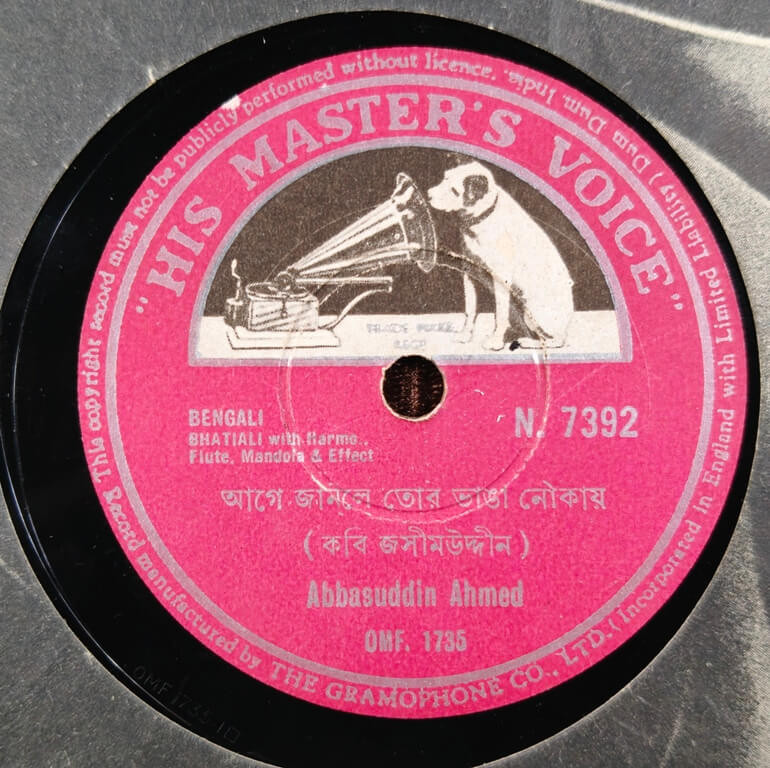 This copyright record must not be publicly performed without licence.
"HIS MASTER'S VOICE"
TRADE MARK
BENGALI
BHATIALI with Harmo.,
Flute, Mandola & Effect
N. 7392
আগে জানলে তোর ভাঙা নৌকায়
( কবি জসীমউদ্দীন )
Abbasuddin Ahmed
OMF. 1735
Record manufactured by THE GRAMOPHONE CO., LTD. (Incorporated in England with Limited Liability) Dum Dum India.